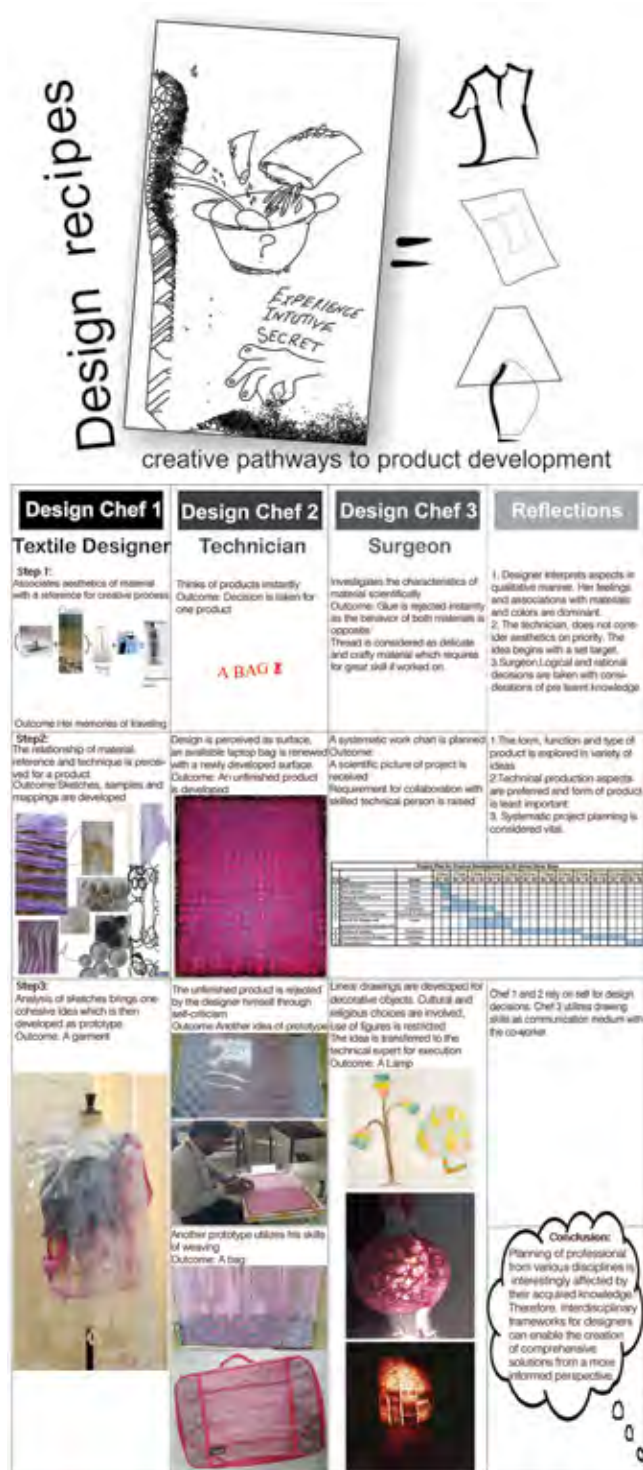 Design recipes
?
EXPERIENCE
INTUTIVE
SECRET
=
creative pathways to product development
Design Chef 1
Textile Designer
Step 1:
Associates aesthetics of material
with a reference for creative process
Outcome: Her memories of traveling
Step2:
The relationship of material
reference and technique is percei-
ved for a product
Outcome: Sketches, samples and
mappings are developed
Step3:
Analysis of sketches brings one
cohesive idea which is then
developed as prototype
Outcome: A garment
Design Chef 2
Technician
Thinks of products instantly
Outcome: Decision is taken for
one product
A BAG
Design is perceived as surface,
an available laptop bag is renewed
with a newly developed surface.
Outcome: An unfinished product
is developed
The unfinished product is rejected
by the designer himself through
self-criticism
Outcome: Another idea of prototype
Another prototype utilizes his skills
of weaving
Outcome: A bag
Design Chef 3
Surgeon
Investigates the characteristics of
material scientifically
Outcome: Glue is rejected instantly
as the behavior of both materials is
opposite
Thread is considered as delicate
and crafty material which requires
for great skill if worked on.
A systematic work chart is planned
Outcome:
A scientific picture of project is
received
Requirement for collaboration with
skilled technical person is raised
Linear drawings are developed for
decorative objects. Cultural and
religious choices are involved,
use of figures is restricted
The idea is transferred to the
technical expert for execution
Outcome: A Lamp
Reflections
1. Designer interprets aspects in
qualitative manner. Her feelings
and associations with materials
and colors are dominant.
2. The technician, does not consi-
der aesthetics on priority. The
idea begins with a set target.
3.Surgeon,Logical and rational
decisions are taken with consi-
derations of pre learnt knowledge
1.The form, function and type of
product is explored in variety of
ideas
2.Techninal production aspects
are preferred and form of product
is least important
3. Systematic project planning is
considered vital.
Chef 1 and 2 rely on self for design
decisions. Chef 3 utilizes drawing
skills as communication medium with
the co-worker.
Conclusion:
Planning of professional
from various disciplines is
interestingly affected by
their acquired knowledge.
Therefore, Interdisciplinary
frameworks for designers
can enable the creation
of comprehensive
solutions from a more
informed perspective.